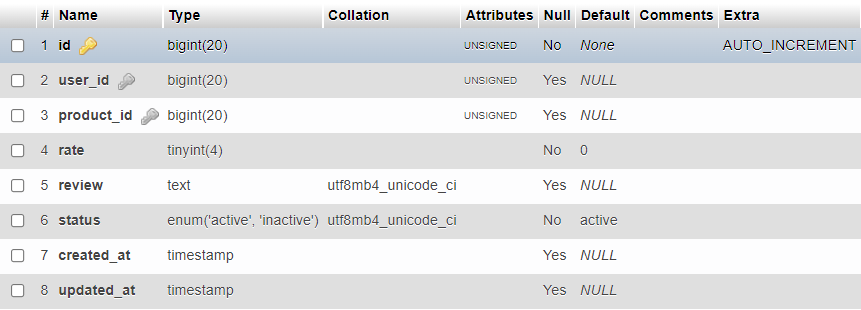 # Name Type Collation Attributes Null Default Comments Extra
1 id bigint(20) UNSIGNED No None AUTO_INCREMENT
2 user_id bigint(20) UNSIGNED Yes NULL
3 product_id bigint(20) UNSIGNED Yes NULL
4 rate tinyint(4) No 0
5 review text utf8mb4_unicode_ci Yes NULL
6 status enum('active', 'inactive') utf8mb4_unicode_ci No active
7 created_at timestamp Yes NULL
8 updated_at timestamp Yes NULL